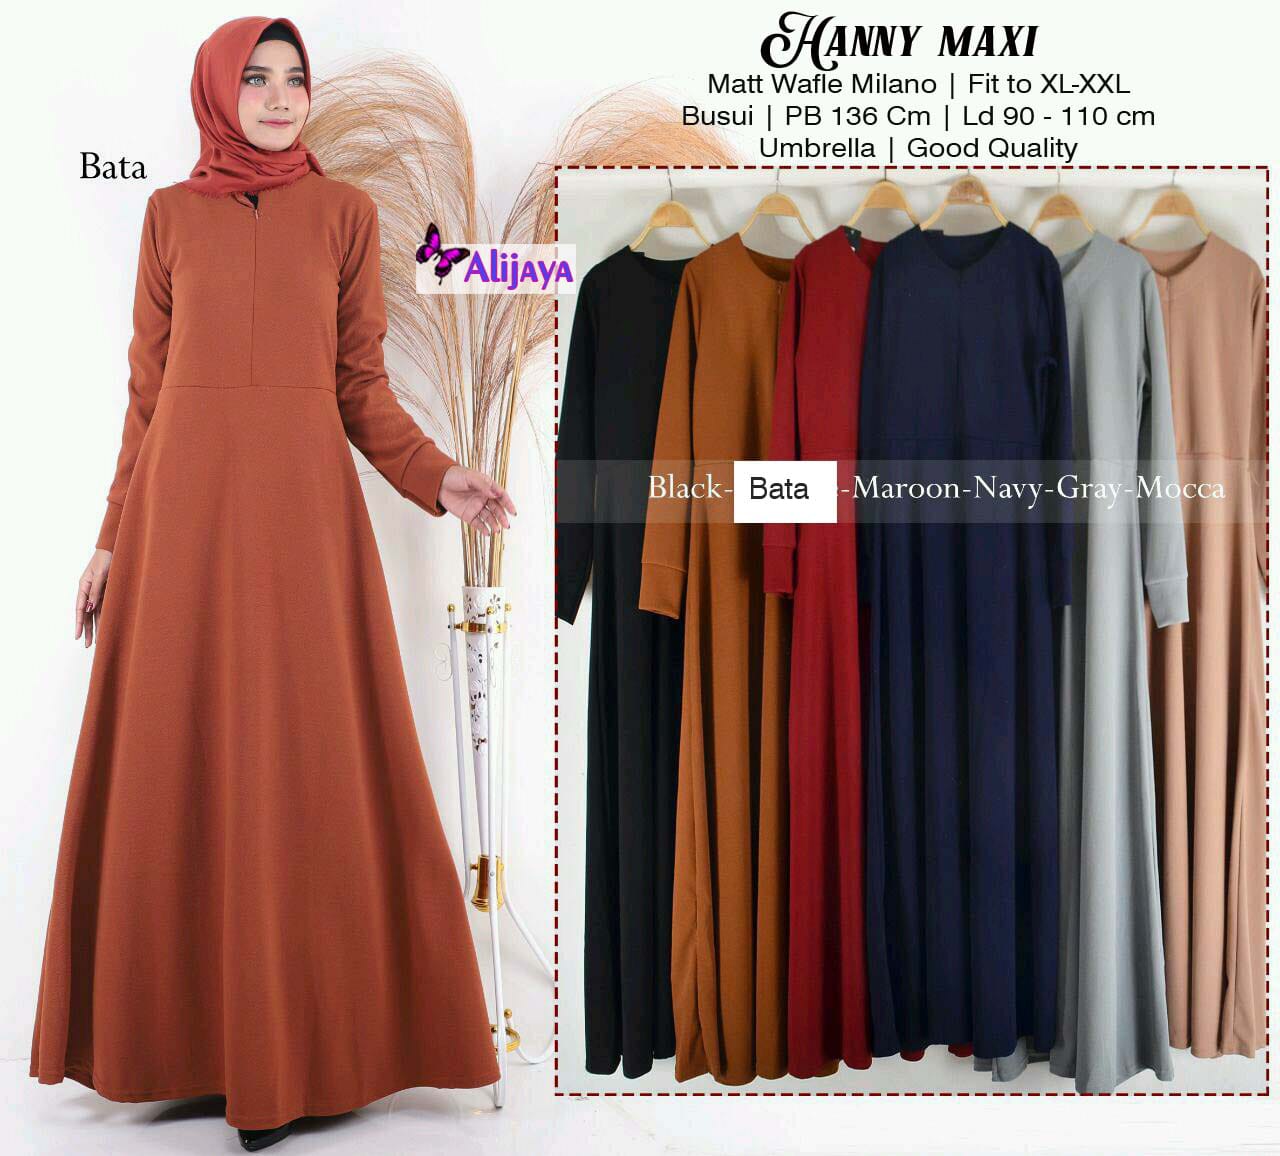 HANNY MAXI
Matt Wafle Milano | Fit to XL-XXL
Busui | PB 136 Cm | Ld 90 - 110 cm
Umbrella | Good Quality
Bata
Alijaya
Black- Bata -Maroon-Navy-Gray-Mocca